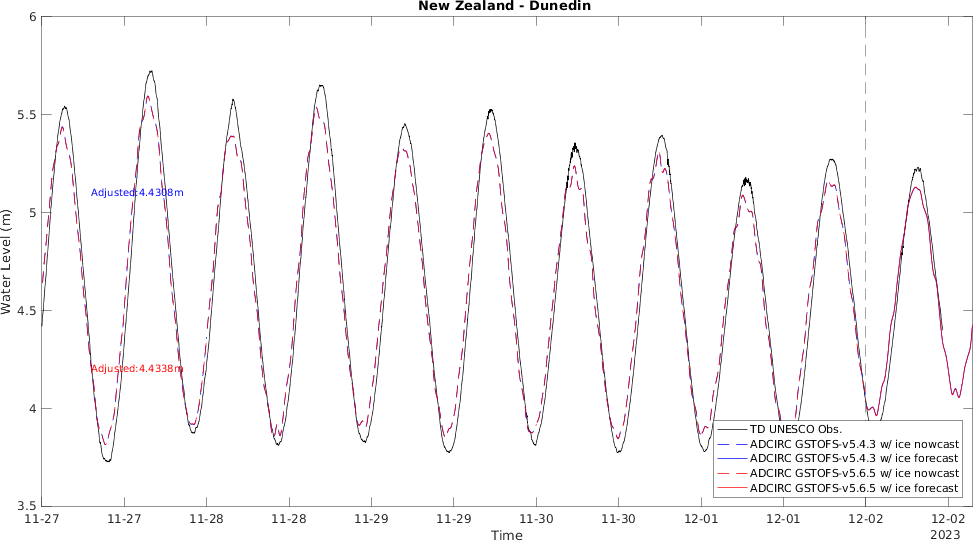 New Zealand - Dunedin
6
5.5
5
4.5
4
3.5
Water Level (m)
Adjusted:4.4308m
Adjusted:4.4338m
TD UNESCO Obs.
ADCIRC GSTOFS-v5.4.3 w/ ice nowcast
ADCIRC GSTOFS-v5.4.3 w/ ice forecast
ADCIRC GSTOFS-v5.6.5 w/ ice nowcast
ADCIRC GSTOFS-v5.6.5 w/ ice forecast
11-27 11-27 11-28 11-28 11-29 11-29 11-30 11-30 12-01 12-01 12-02 12-02
2023
Time